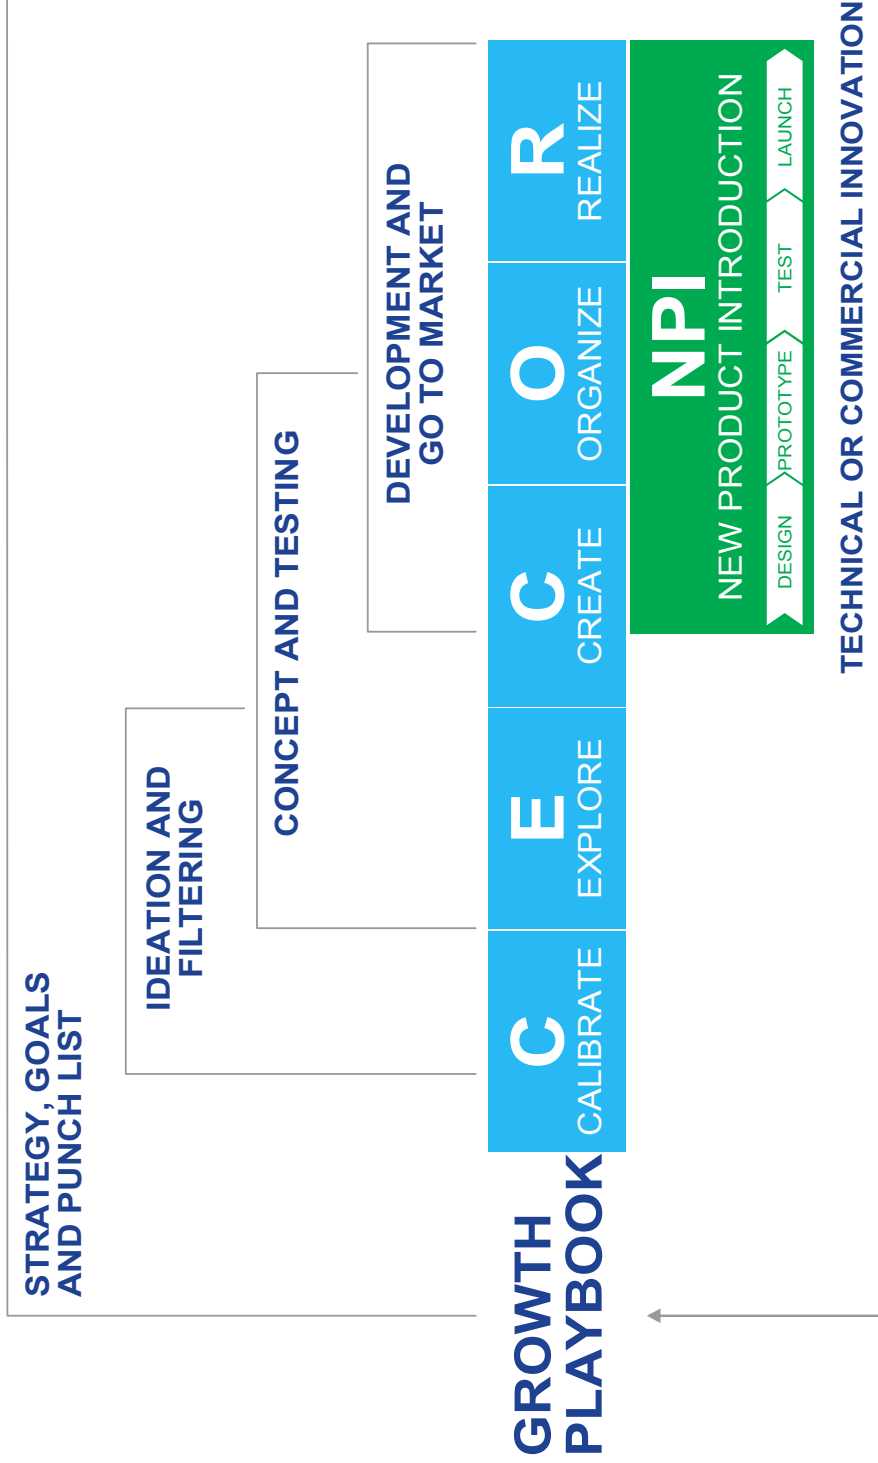 STRATEGY, GOALS
AND PUNCH LIST
IDEATION AND
FILTERING
CONCEPT AND TESTING
DEVELOPMENT AND
GO TO MARKET
GROWTH
PLAYBOOK
C
CALIBRATE
E
EXPLORE
C
CREATE
O
ORGANIZE
R
REALIZE
NPI
NEW PRODUCT INTRODUCTION
DESIGN
PROTOTYPE
TEST
LAUNCH
TECHNICAL OR COMMERCIAL INNOVATION